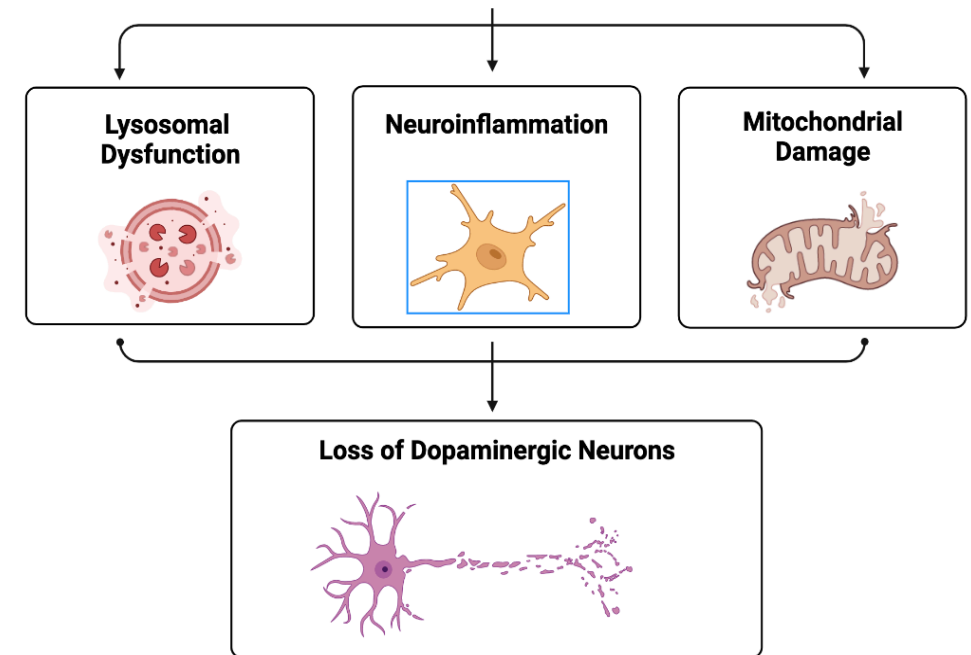 Lysosomal
Dysfunction
Neuroinflammation
Mitochondrial
Damage
Loss of Dopaminergic Neurons